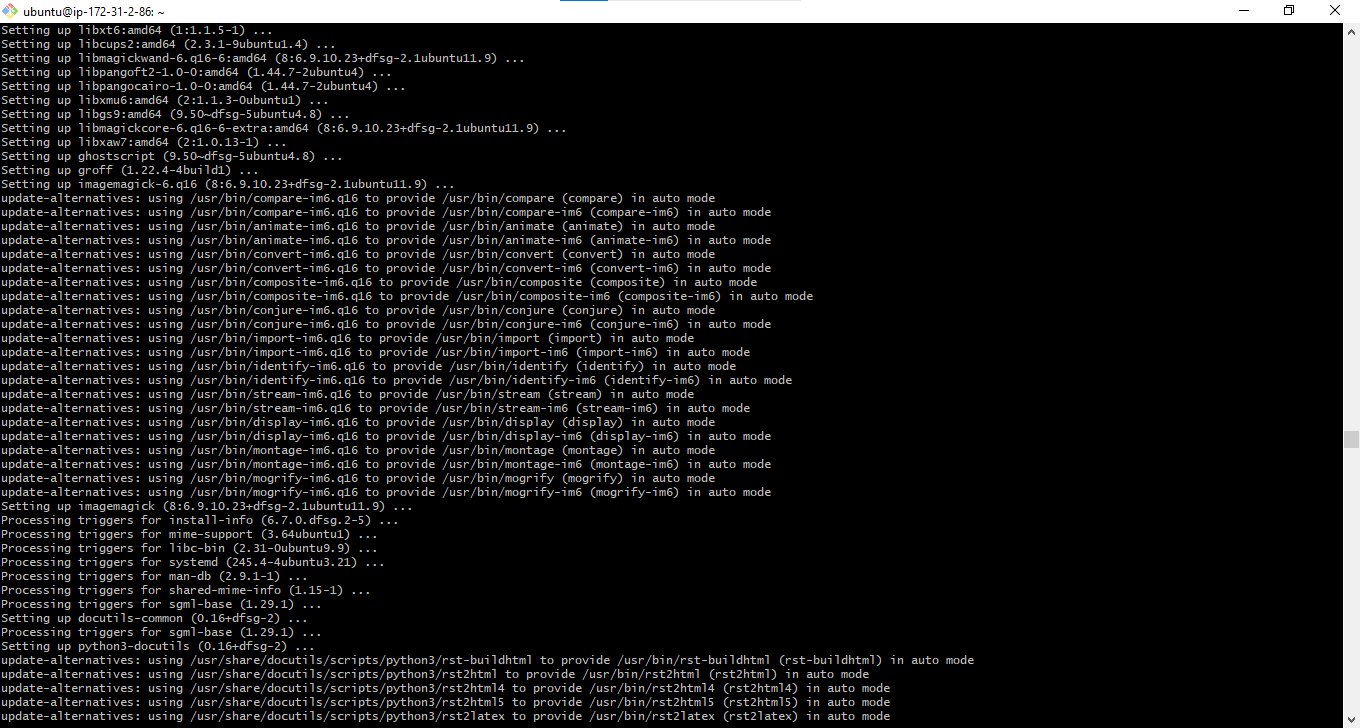 ubuntu@ip-172-31-2-86: ~
Setting up libxt6:amd64 (1:1.1.5-1) ...
Setting up libcups2:amd64 (2.3.1-9ubuntu1.4) ...
Setting up libmagickwand-6.q16-6:amd64 (8:6.9.10.23+dfsg-2.1ubuntu11.9) ...
Setting up libpangoft2-1.0-0:amd64 (1.44.7-2ubuntu4) ...
Setting up libpangocairo-1.0-0:amd64 (1.44.7-2ubuntu4) ...
Setting up libxmu6:amd64 (2:1.1.3-0ubuntu1) ...
Setting up libgs9:amd64 (9.50~dfsg-5ubuntu4.8) ...
Setting up libmagickcore-6.q16-6-extra:amd64 (8:6.9.10.23+dfsg-2.1ubuntu11.9) ...
Setting up libxaw7:amd64 (2:1.0.13-1) ...
Setting up ghostscript (9.50~dfsg-5ubuntu4.8) ...
Setting up groff (1.22.4-4build1) ...
Setting up imagemagick-6.q16 (8:6.9.10.23+dfsg-2.1ubuntu11.9) ...
update-alternatives: using /usr/bin/compare-im6.q16 to provide /usr/bin/compare (compare) in auto mode
update-alternatives: using /usr/bin/compare-im6.q16 to provide /usr/bin/compare-im6 (compare-im6) in auto mode
update-alternatives: using /usr/bin/animate-im6.q16 to provide /usr/bin/animate (animate) in auto mode
update-alternatives: using /usr/bin/animate-im6.q16 to provide /usr/bin/animate-im6 (animate-im6) in auto mode
update-alternatives: using /usr/bin/convert-im6.q16 to provide /usr/bin/convert (convert) in auto mode
update-alternatives: using /usr/bin/convert-im6.q16 to provide /usr/bin/convert-im6 (convert-im6) in auto mode
update-alternatives: using /usr/bin/composite-im6.q16 to provide /usr/bin/composite (composite) in auto mode
update-alternatives: using /usr/bin/composite-im6.q16 to provide /usr/bin/composite-im6 (composite-im6) in auto mode
update-alternatives: using /usr/bin/conjure-im6.q16 to provide /usr/bin/conjure (conjure) in auto mode
update-alternatives: using /usr/bin/conjure-im6.q16 to provide /usr/bin/conjure-im6 (conjure-im6) in auto mode
update-alternatives: using /usr/bin/import-im6.q16 to provide /usr/bin/import (import) in auto mode
update-alternatives: using /usr/bin/import-im6.q16 to provide /usr/bin/import-im6 (import-im6) in auto mode
update-alternatives: using /usr/bin/identify-im6.q16 to provide /usr/bin/identify (identify) in auto mode
update-alternatives: using /usr/bin/identify-im6.q16 to provide /usr/bin/identify-im6 (identify-im6) in auto mode
update-alternatives: using /usr/bin/stream-im6.q16 to provide /usr/bin/stream (stream) in auto mode
update-alternatives: using /usr/bin/stream-im6.q16 to provide /usr/bin/stream-im6 (stream-im6) in auto mode
update-alternatives: using /usr/bin/display-im6.q16 to provide /usr/bin/display (display) in auto mode
update-alternatives: using /usr/bin/display-im6.q16 to provide /usr/bin/display-im6 (display-im6) in auto mode
update-alternatives: using /usr/bin/montage-im6.q16 to provide /usr/bin/montage (montage) in auto mode
update-alternatives: using /usr/bin/montage-im6.q16 to provide /usr/bin/montage-im6 (montage-im6) in auto mode
update-alternatives: using /usr/bin/mogrify-im6.q16 to provide /usr/bin/mogrify (mogrify) in auto mode
update-alternatives: using /usr/bin/mogrify-im6.q16 to provide /usr/bin/mogrify-im6 (mogrify-im6) in auto mode
Setting up imagemagick (8:6.9.10.23+dfsg-2.1ubuntu11.9) ...
Processing triggers for install-info (6.7.0.dfsg.2-5) ...
Processing triggers for mime-support (3.64ubuntu1) ...
Processing triggers for libc-bin (2.31-0ubuntu9.9) ...
Processing triggers for systemd (245.4-4ubuntu3.21) ...
Processing triggers for man-db (2.9.1-1) ...
Processing triggers for shared-mime-info (1.15-1) ...
Processing triggers for sgml-base (1.29.1) ...
Setting up docutils-common (0.16+dfsg-2) ...
Processing triggers for sgml-base (1.29.1) ...
Setting up python3-docutils (0.16+dfsg-2) ...
update-alternatives: using /usr/share/docutils/scripts/python3/rst-buildhtml to provide /usr/bin/rst-buildhtml (rst-buildhtml) in auto mode
update-alternatives: using /usr/share/docutils/scripts/python3/rst2html to provide /usr/bin/rst2html (rst2html) in auto mode
update-alternatives: using /usr/share/docutils/scripts/python3/rst2html4 to provide /usr/bin/rst2html4 (rst2html4) in auto mode
update-alternatives: using /usr/share/docutils/scripts/python3/rst2html5 to provide /usr/bin/rst2html5 (rst2html5) in auto mode
update-alternatives: using /usr/share/docutils/scripts/python3/rst2latex to provide /usr/bin/rst2latex (rst2latex) in auto mode